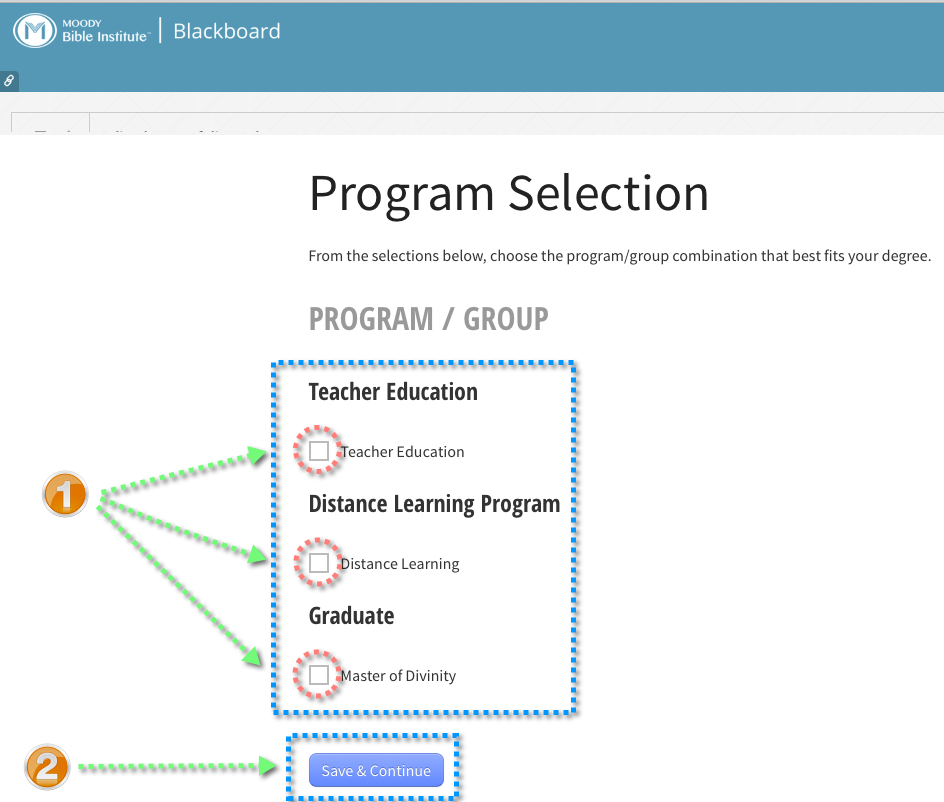 MOODY
Bible Institute™ | Blackboard
Program Selection
From the selections below, choose the program/group combination that best fits your degree.
PROGRAM / GROUP
Teacher Education
Teacher Education
1
Distance Learning Program
Distance Learning
Graduate
Master of Divinity
2
Save & Continue